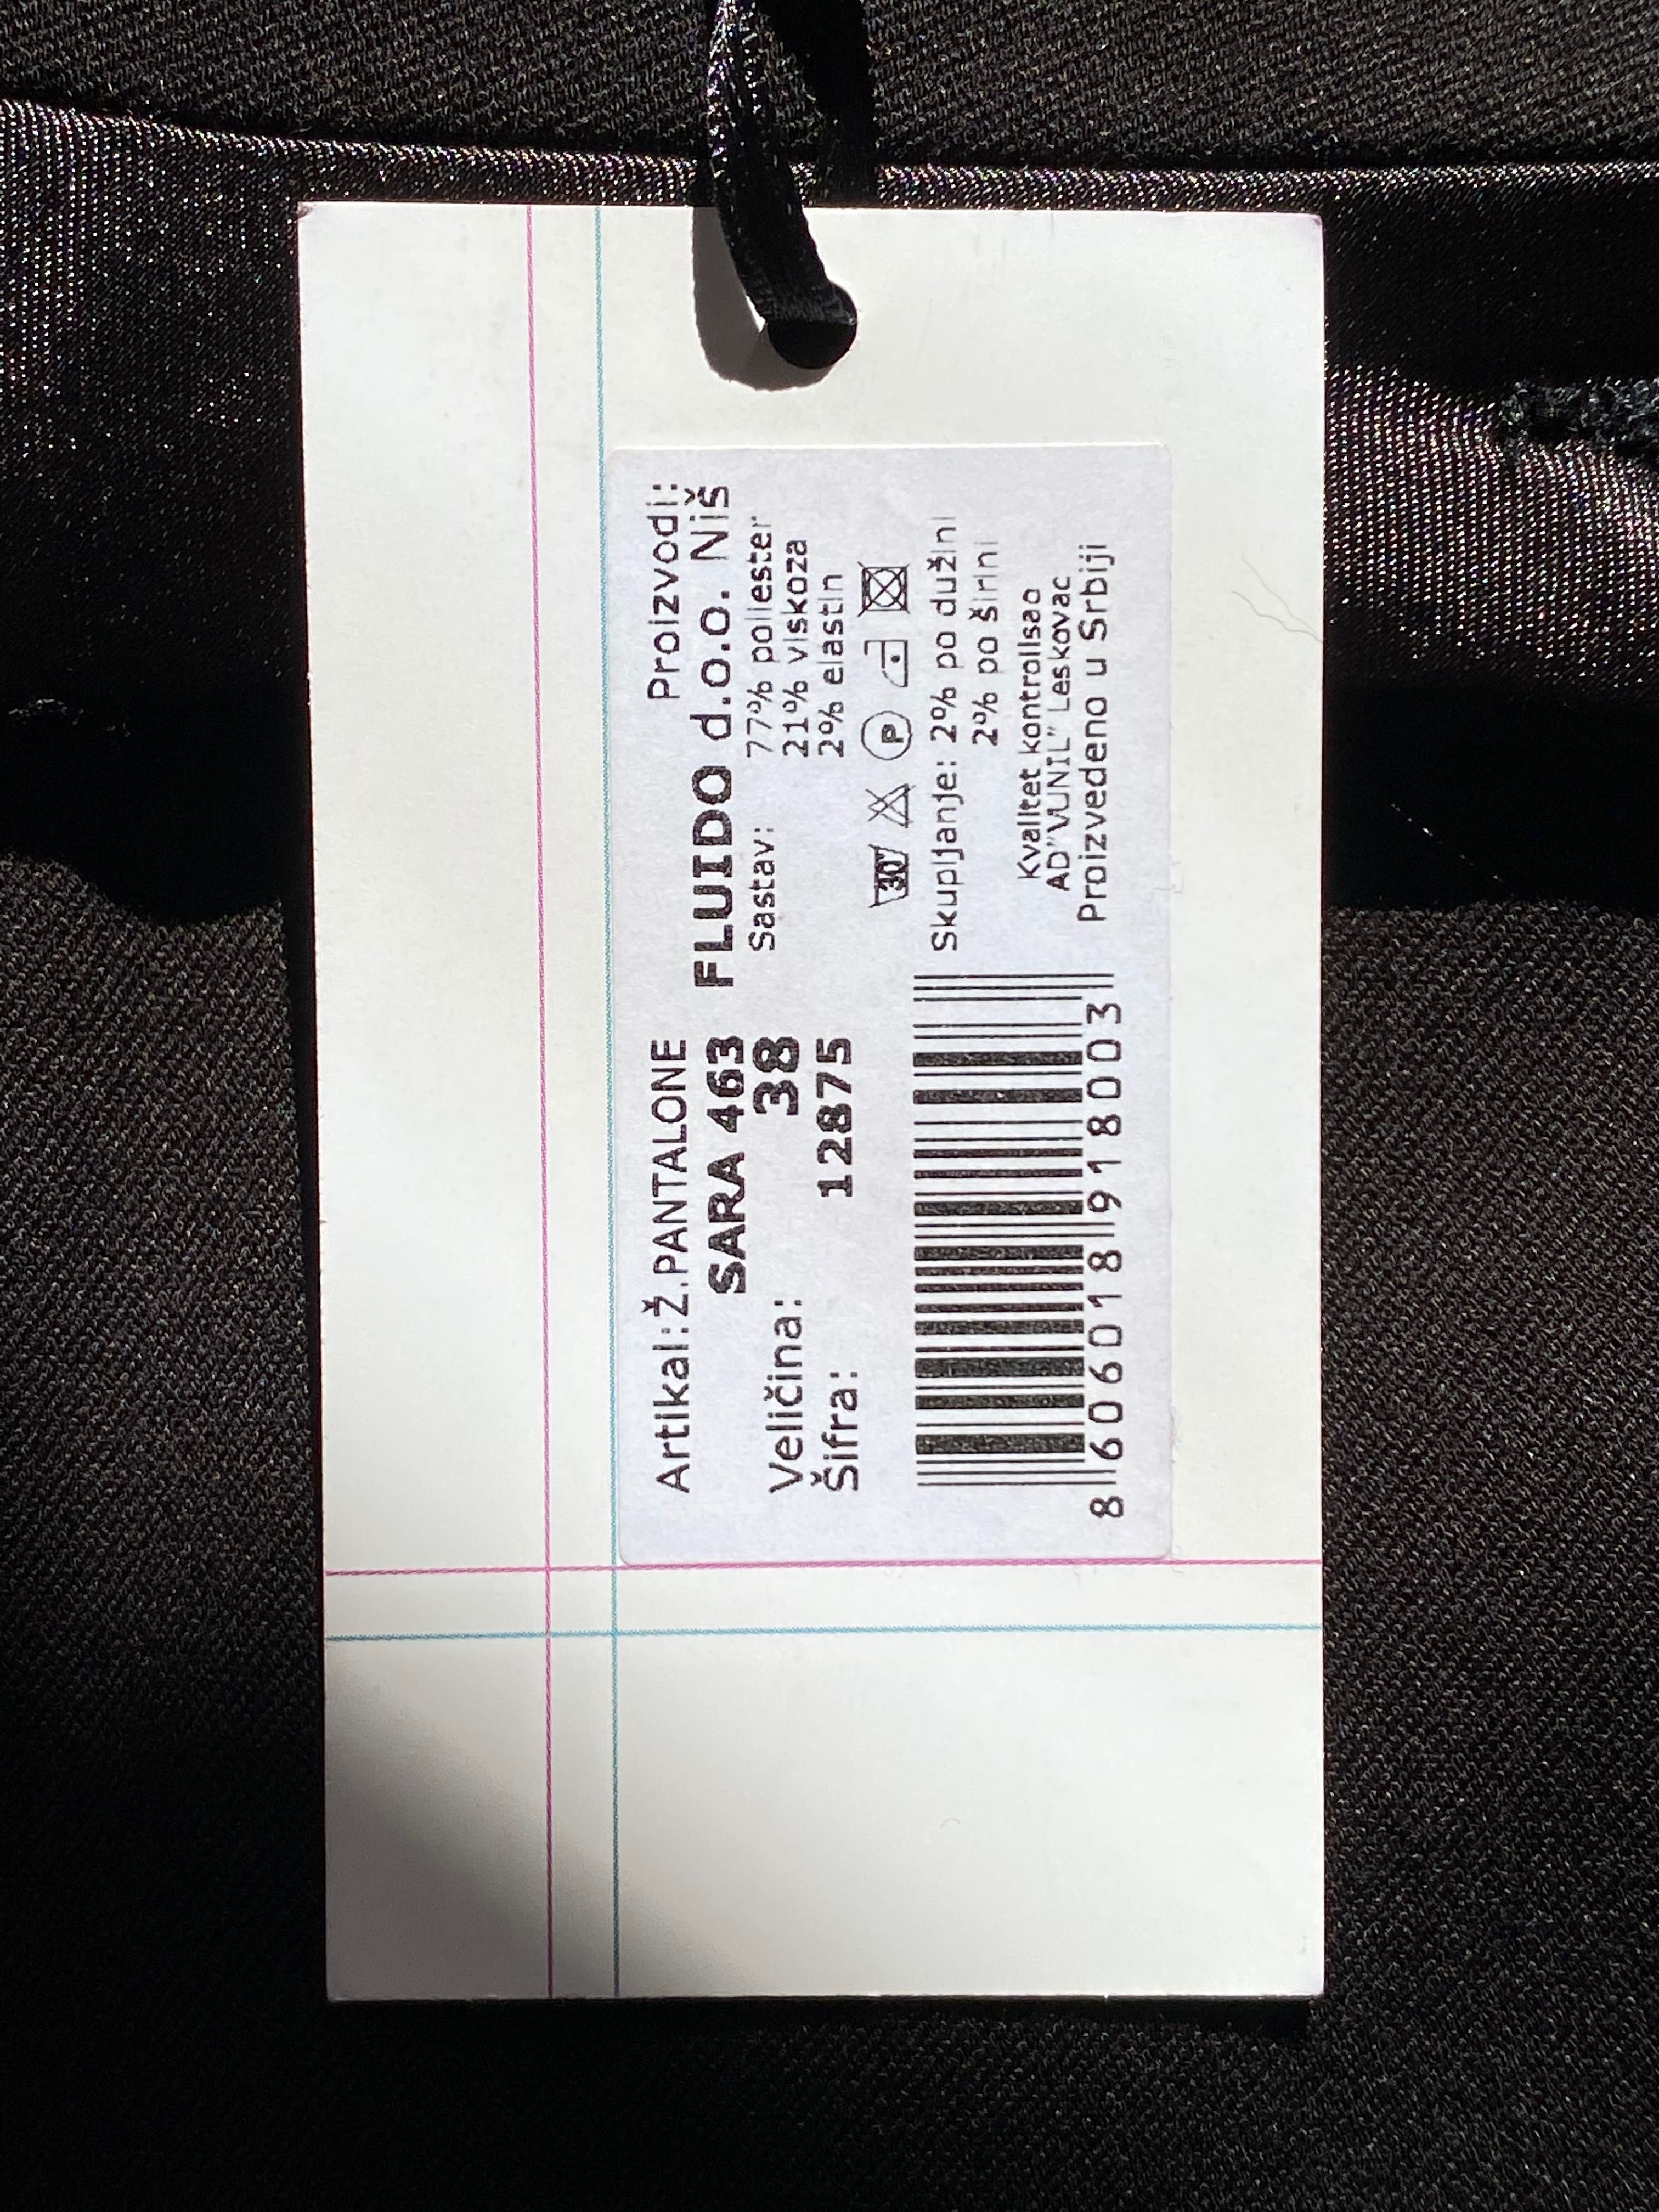 Artikal: Ž.PANTALONE
SARA 463
Veličina: 38
Šifra: 12875
8 606018 918003
Proizvodi:
FLUIDO d.o.o. Niš
Sastav: 77% poliester
21% viskoza
2% elastin
30 P
Skupljanje: 2% po dužini
2% po širini
Kvalitet kontrolisao
AD"VUNIL" Leskovac
Proizvedeno u Srbiji